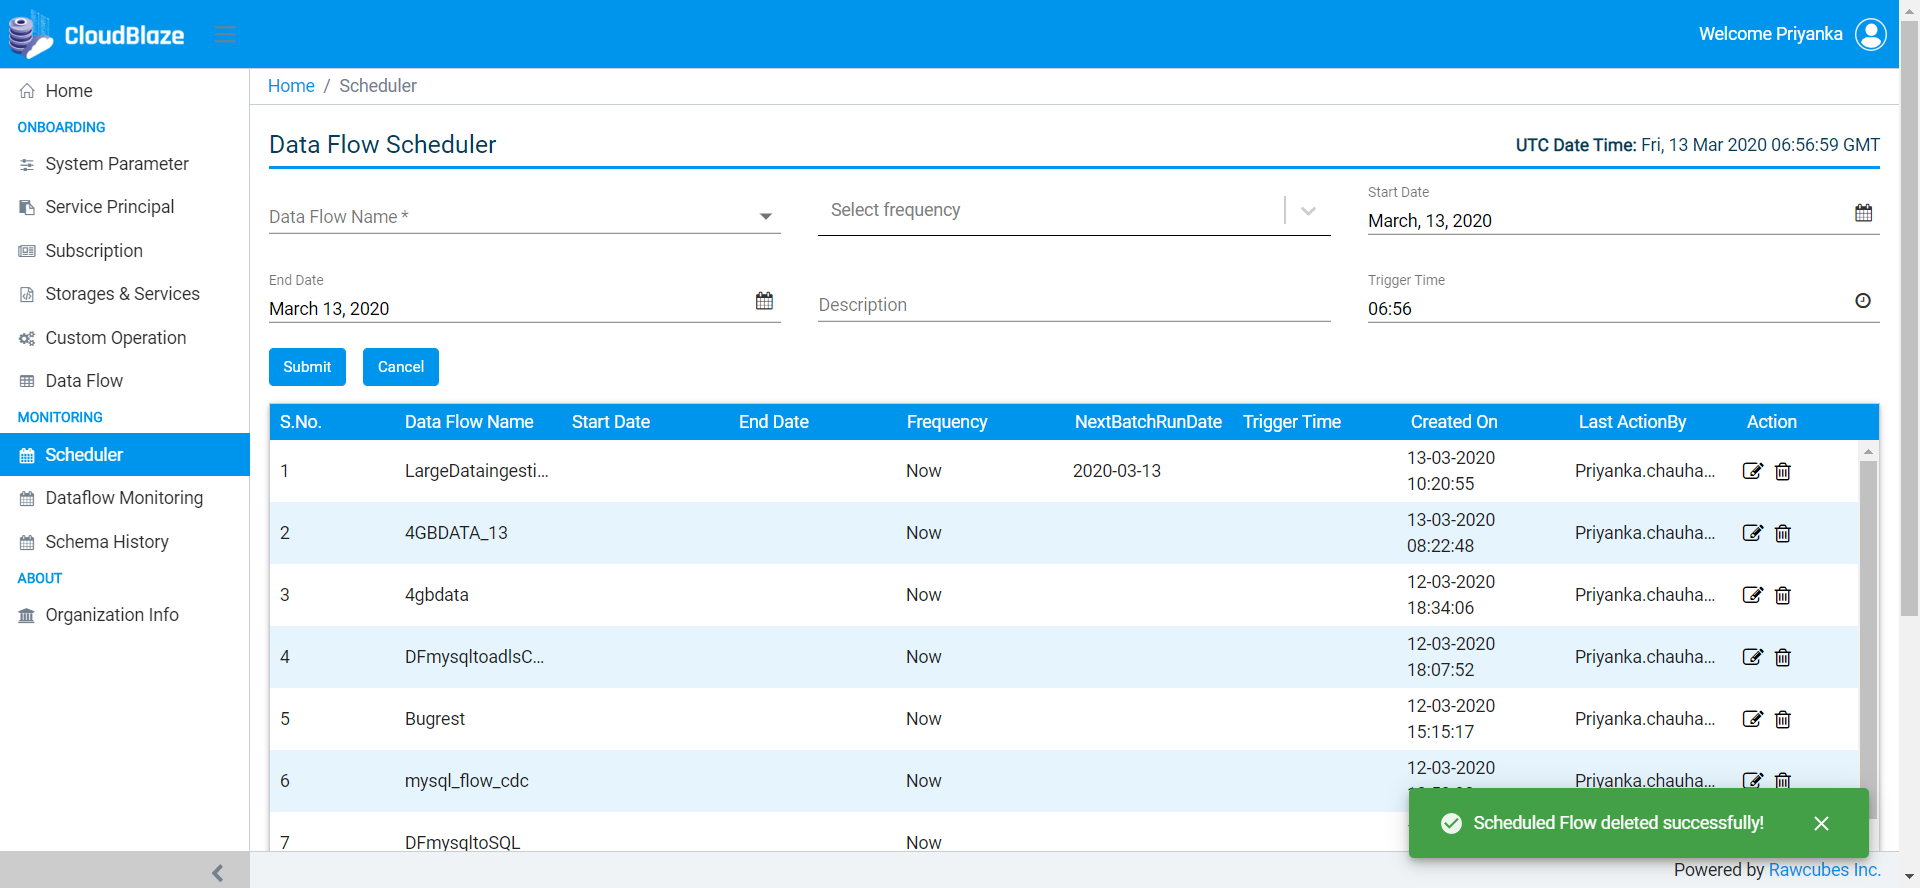 CloudBlaze
Welcome Priyanka
Home
ONBOARDING
System Parameter
Service Principal
Subscription
Storages & Services
Custom Operation
Data Flow
MONITORING
Scheduler
Dataflow Monitoring
Schema History
ABOUT
Organization Info
Home / Scheduler
Data Flow Scheduler
UTC Date Time: Fri, 13 Mar 2020 06:56:59 GMT
Data Flow Name *
Select frequency
Start Date
March, 13, 2020
End Date
March 13, 2020
Description
Trigger Time
06:56
Submit Cancel
S.No. Data Flow Name Start Date End Date Frequency NextBatchRunDate Trigger Time Created On Last ActionBy Action
1 LargeDataingesti... Now 2020-03-13 13-03-2020 Priyanka.chauha...
10:20:55
2 4GBDATA_13 Now 13-03-2020 Priyanka.chauha...
08:22:48
3 4gbdata Now 12-03-2020 Priyanka.chauha...
18:34:06
4 DFmysqltoadlsC... Now 12-03-2020 Priyanka.chauha...
18:07:52
5 Bugrest Now 12-03-2020 Priyanka.chauha...
15:15:17
6 mysql_flow_cdc Now 12-03-2020 Priyanka.chauha...
7 DFmysqltoSQL Now
Scheduled Flow deleted successfully!
Powered by Rawcubes Inc.